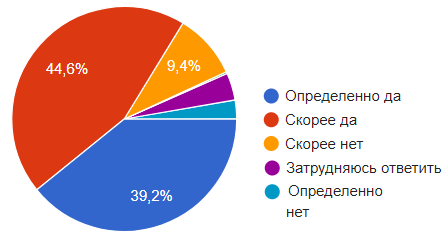 44,6%
9,4%
39,2%
Определенно да
Скорее да
Скорее нет
Затрудняюсь ответить
Определенно
нет